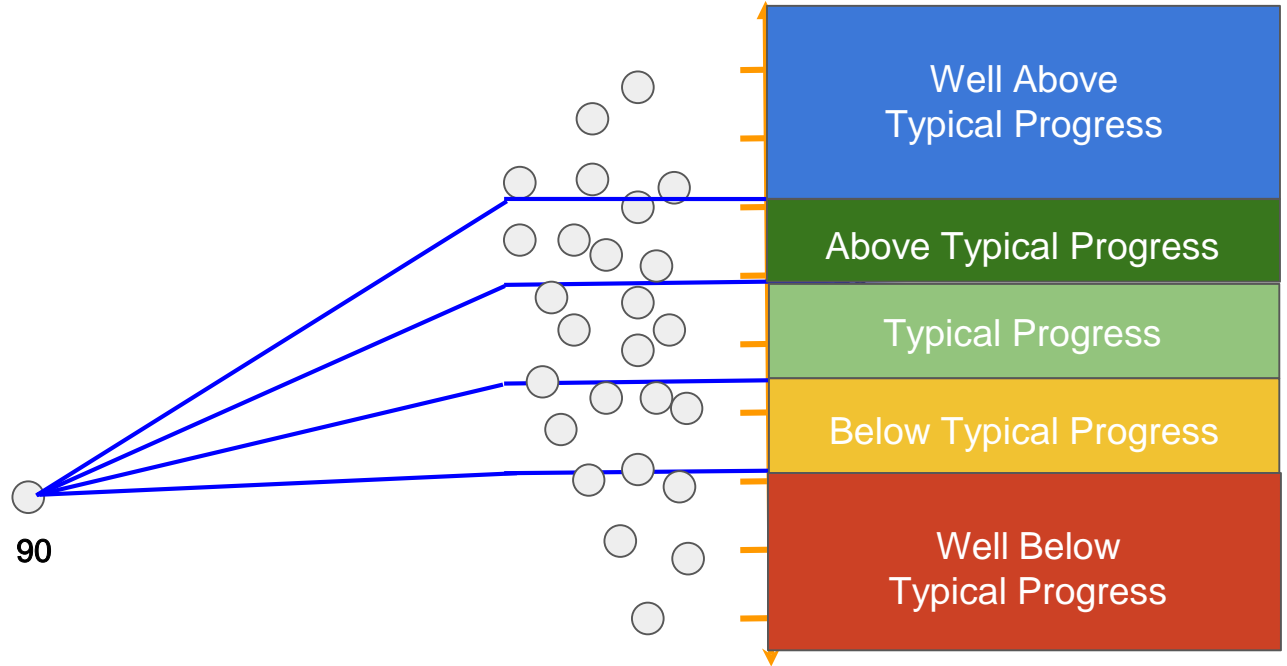 Well Above
Typical Progress
Above Typical Progress
Typical Progress
Below Typical Progress
90
Well Below
Typical Progress